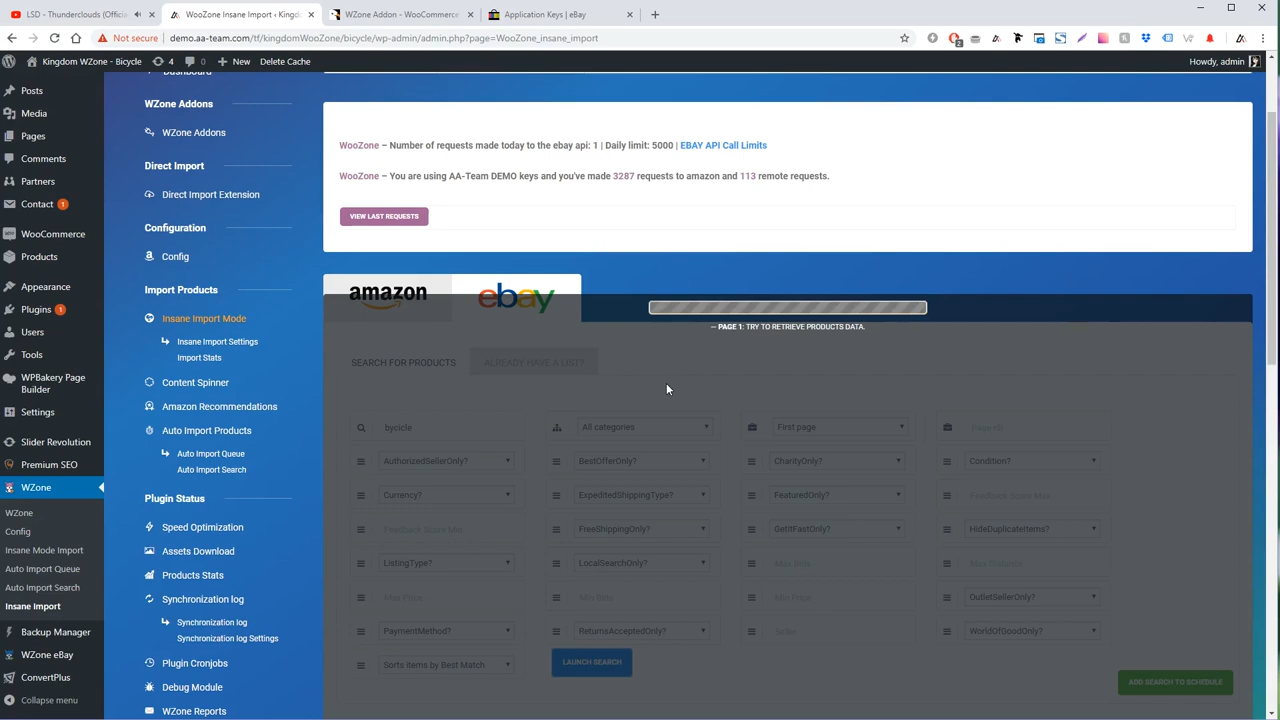 LSD - Thunderclouds (Officia
WooZone Insane Import ‹ Kingdo
WZone Addon - WooCommerce
Application Keys | eBay
Not secure
demo.aa-team.com/tf/kingdomWooZone/bicycle/wp-admin/admin.php?page=WooZone_insane_import
Kingdom WZone - Bicycle
4
0
New
Delete Cache
Howdy, admin
Posts
Media
Pages
Comments
Partners
Contact 1
WooCommerce
Products
Appearance
Plugins 1
Users
Tools
WPBakery Page
Builder
Settings
Slider Revolution
Premium SEO
WZone
WZone
Config
Insane Mode Import
Auto Import Queue
Auto Import Search
Insane Import
Backup Manager
WZone eBay
ConvertPlus
Collapse menu
Dashboard
WZone Addons
WZone Addons
Direct Import
Direct Import Extension
Configuration
Config
Import Products
Insane Import Mode
Insane Import Settings
Import Stats
Content Spinner
Amazon Recommendations
Auto Import Products
Auto Import Queue
Auto Import Search
Plugin Status
Speed Optimization
Assets Download
Products Stats
Synchronization log
Synchronization log
Synchronization log Settings
Plugin Cronjobs
Debug Module
WZone Reports
WooZone – Number of requests made today to the ebay api: 1 | Daily limit: 5000 | EBAY API Call Limits
WooZone – You are using AA-Team DEMO keys and you've made 3287 requests to amazon and 113 remote requests.
VIEW LAST REQUESTS
amazon
ebay
— PAGE 1: TRY TO RETRIEVE PRODUCTS DATA.
SEARCH FOR PRODUCTS
ALREADY HAVE A LIST?
bycicle
All categories
First page
Page nr
AuthorizedSellerOnly?
BestOfferOnly?
CharityOnly?
Condition?
Currency?
ExpeditedShippingType?
FeaturedOnly?
Feedback Score Max
Feedback Score Min
FreeShippingOnly?
GetItFastOnly?
HideDuplicateItems?
ListingType?
LocalSearchOnly?
Max Bids
Max Distance
Max Price
Min Bids
Min Price
OutletSellerOnly?
PaymentMethod?
ReturnsAcceptedOnly?
Seller
WorldOfGoodOnly?
Sorts items by Best Match
LAUNCH SEARCH
ADD SEARCH TO SCHEDULE